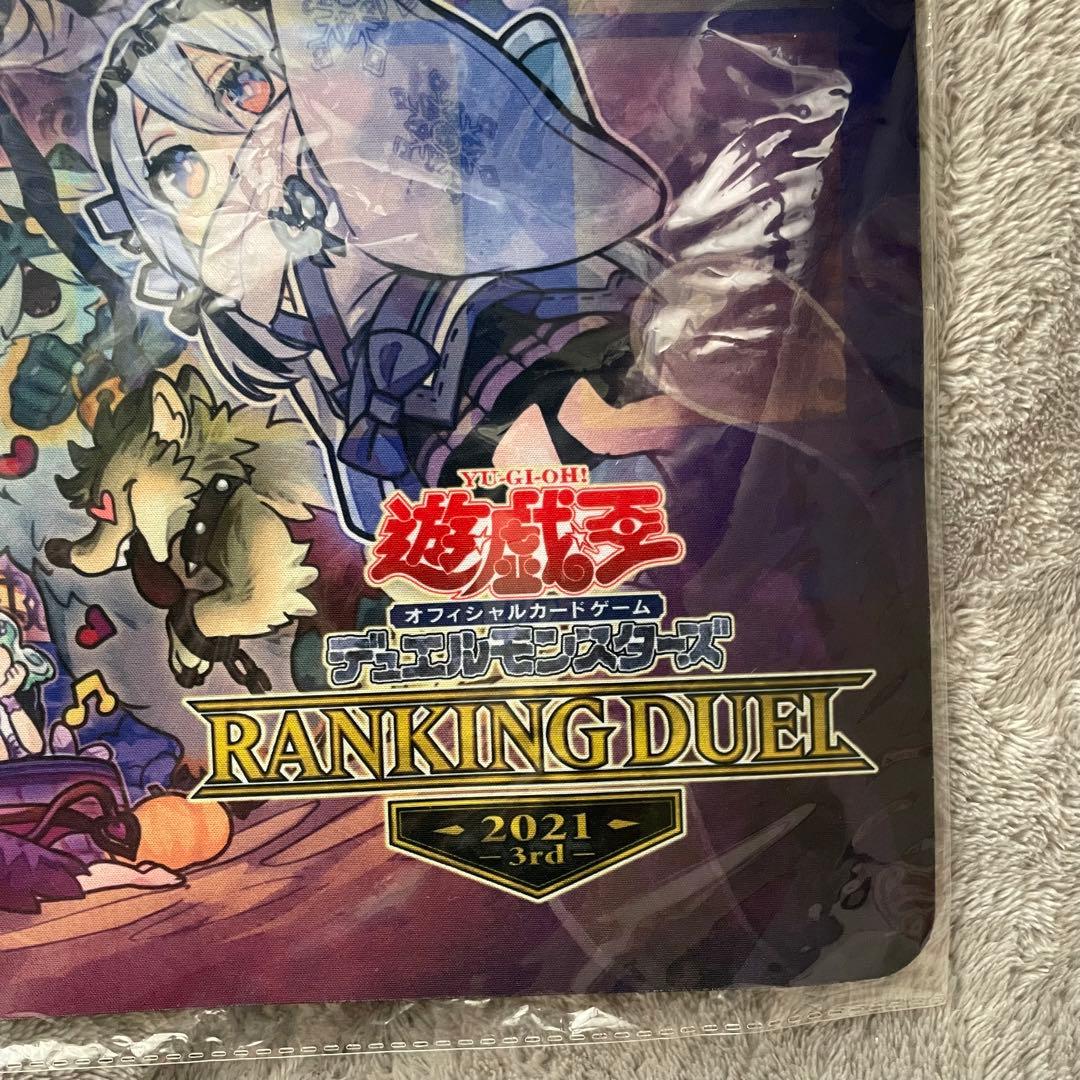 YU-GI-OH!
遊☆戯☆王
オフィシャルカードゲーム
デュエルモンスターズ
RANKING DUEL
2021
3rd